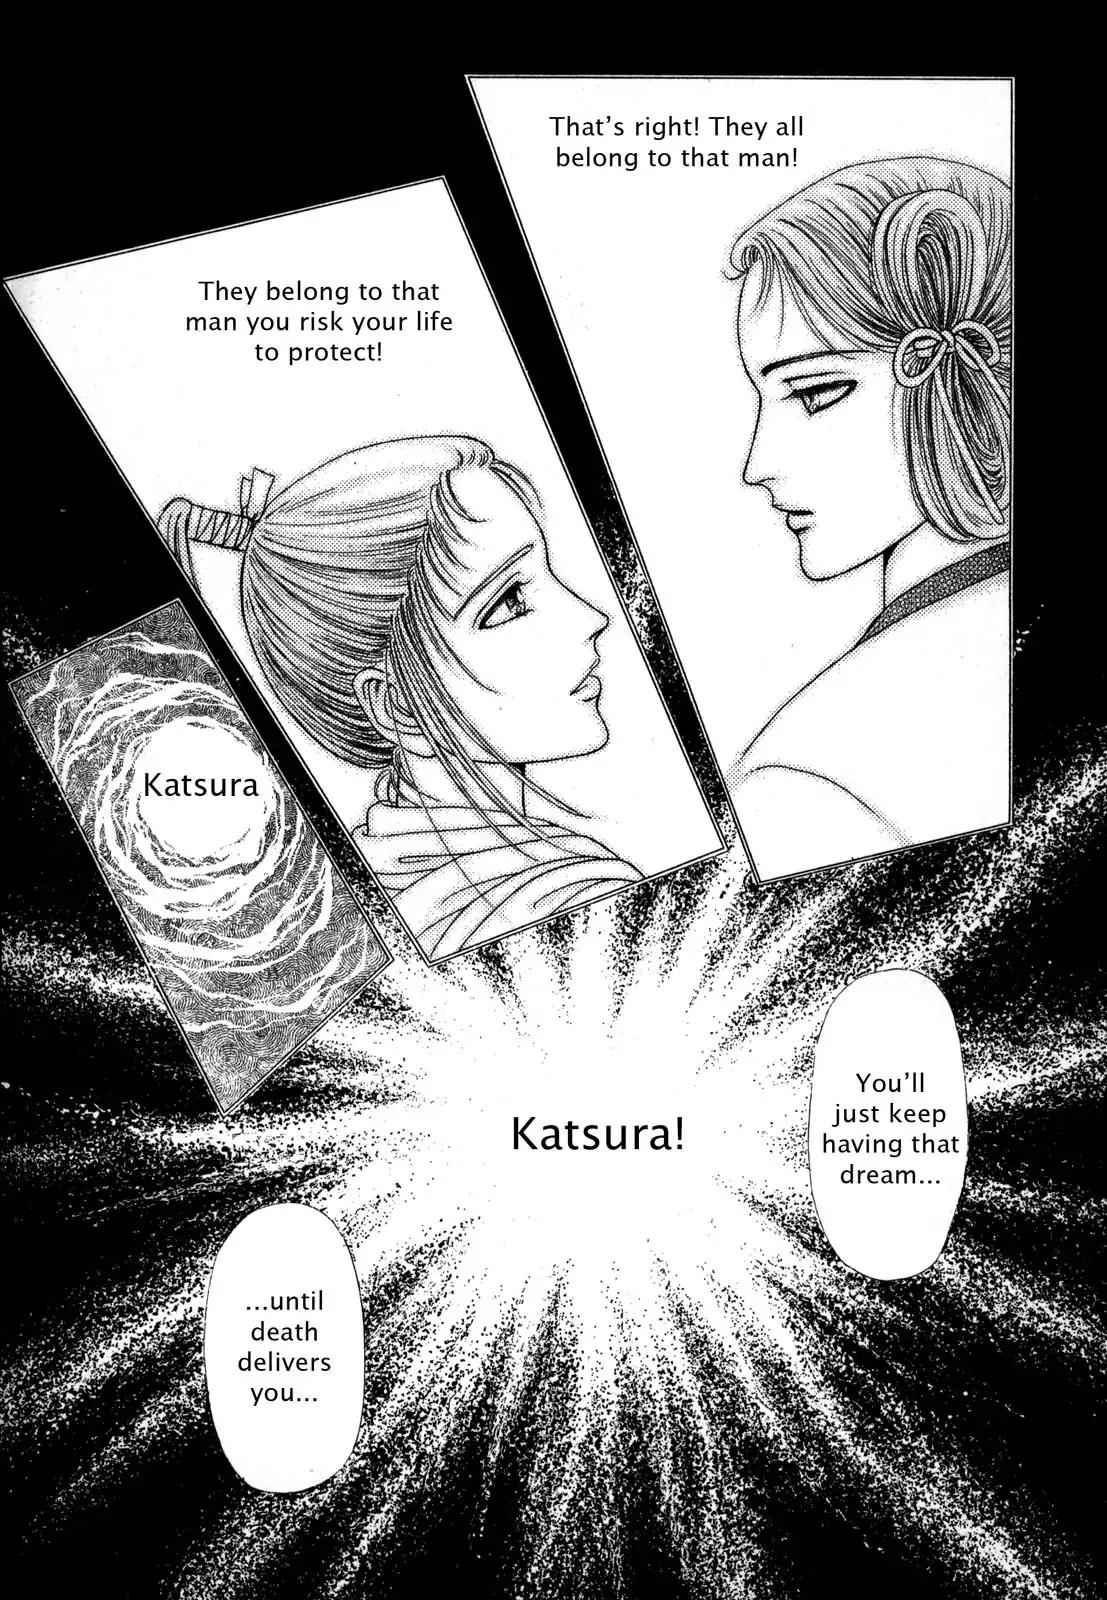 That's right! They all
belong to that man!
They belong to that
man you risk your life
to protect!
Katsura
Katsura!
You'll
just keep
having that
dream...
...until
death
delivers
you...